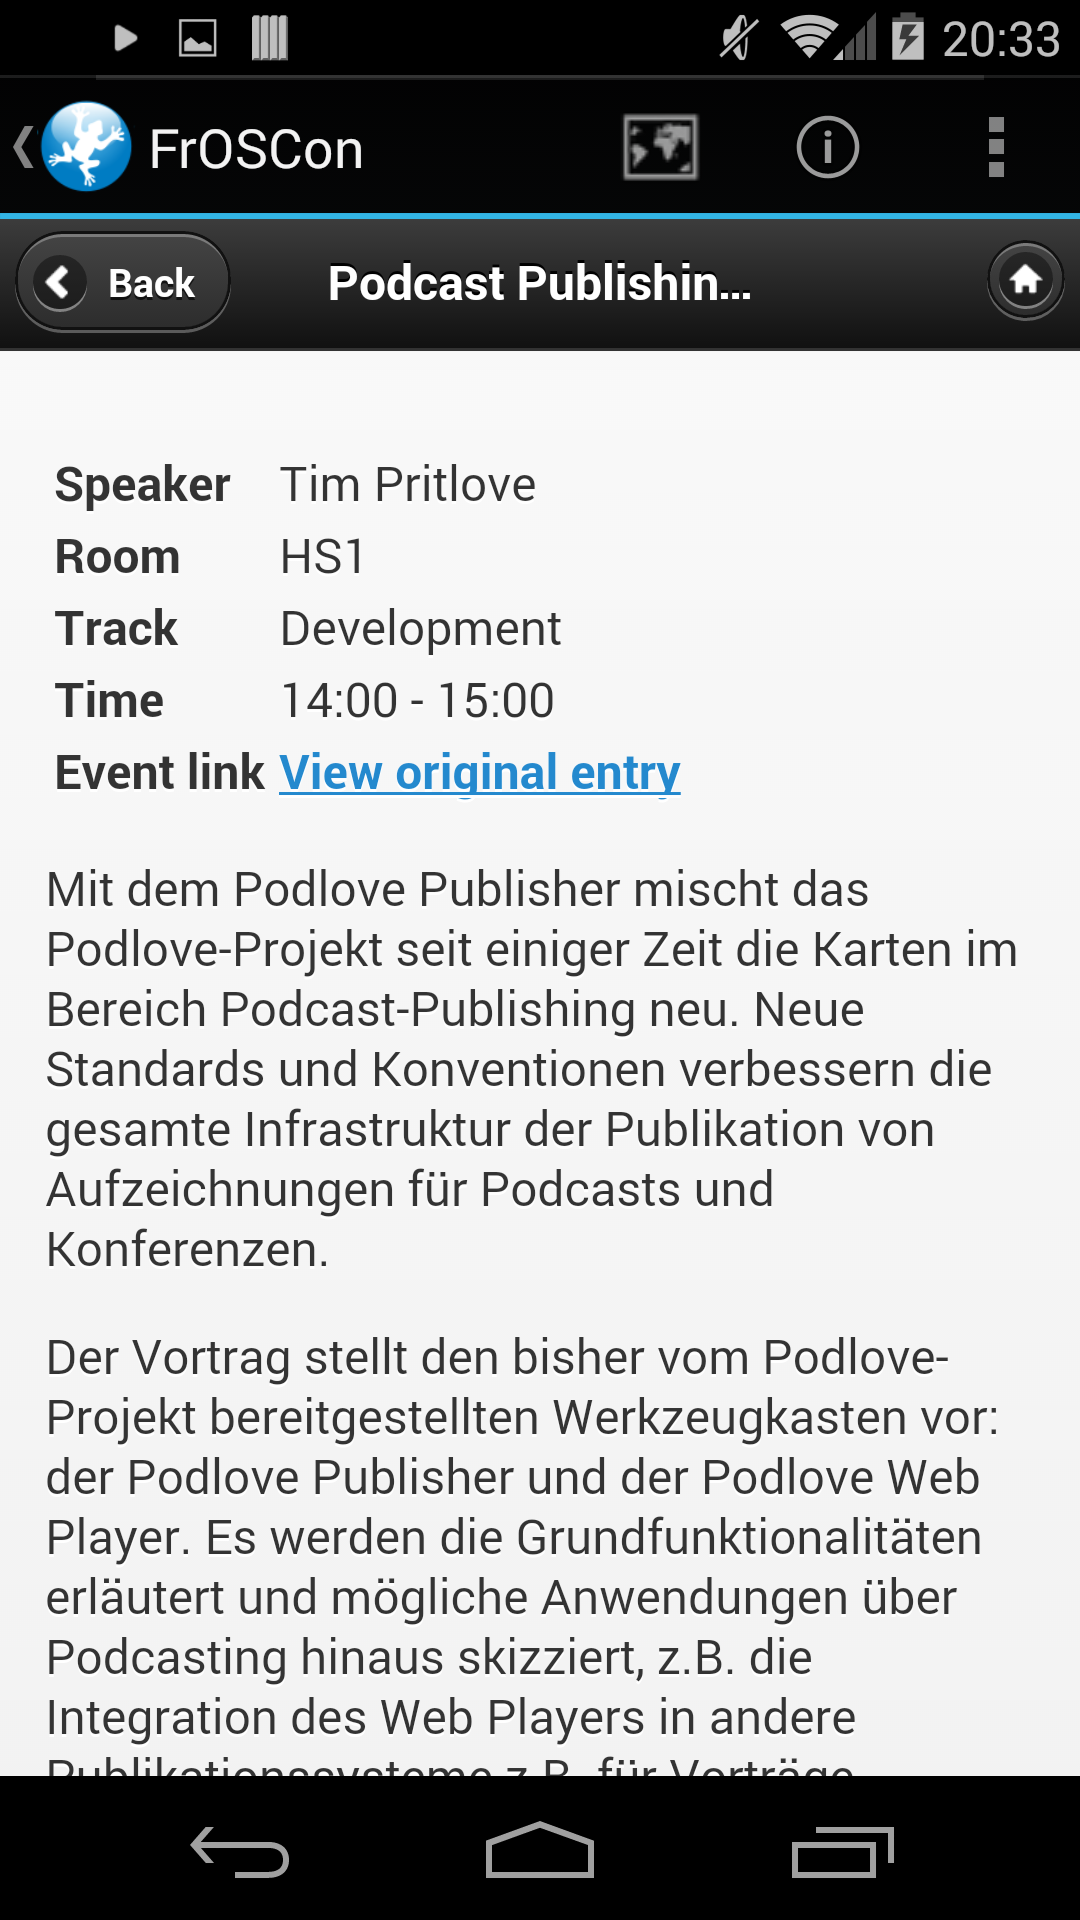 20:33
FrOSCon
Back
Podcast Publishin...
Speaker Tim Pritlove
Room HS1
Track Development
Time 14:00 - 15:00
Event link View original entry
Mit dem Podlove Publisher mischt das
Podlove-Projekt seit einiger Zeit die Karten im
Bereich Podcast-Publishing neu. Neue
Standards und Konventionen verbessern die
gesamte Infrastruktur der Publikation von
Aufzeichnungen für Podcasts und
Konferenzen.
Der Vortrag stellt den bisher vom Podlove-
Projekt bereitgestellten Werkzeugkasten vor:
der Podlove Publisher und der Podlove Web
Player. Es werden die Grundfunktionalitäten
erläutert und mögliche Anwendungen über
Podcasting hinaus skizziert, z.B. die
Integration des Web Players in andere
Publikationssysteme z.B. für Vorträge